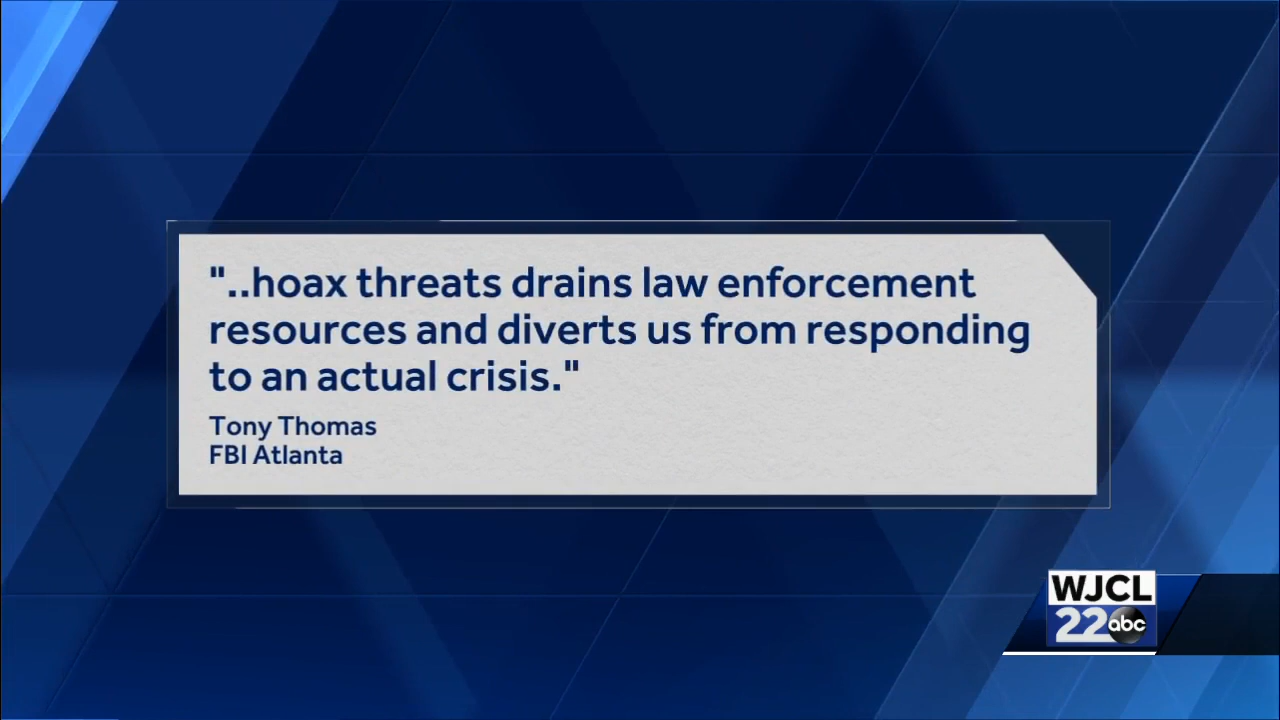 "..hoax threats drains law enforcement
resources and diverts us from responding
to an actual crisis."
Tony Thomas
FBI Atlanta
WJCL
22 abc